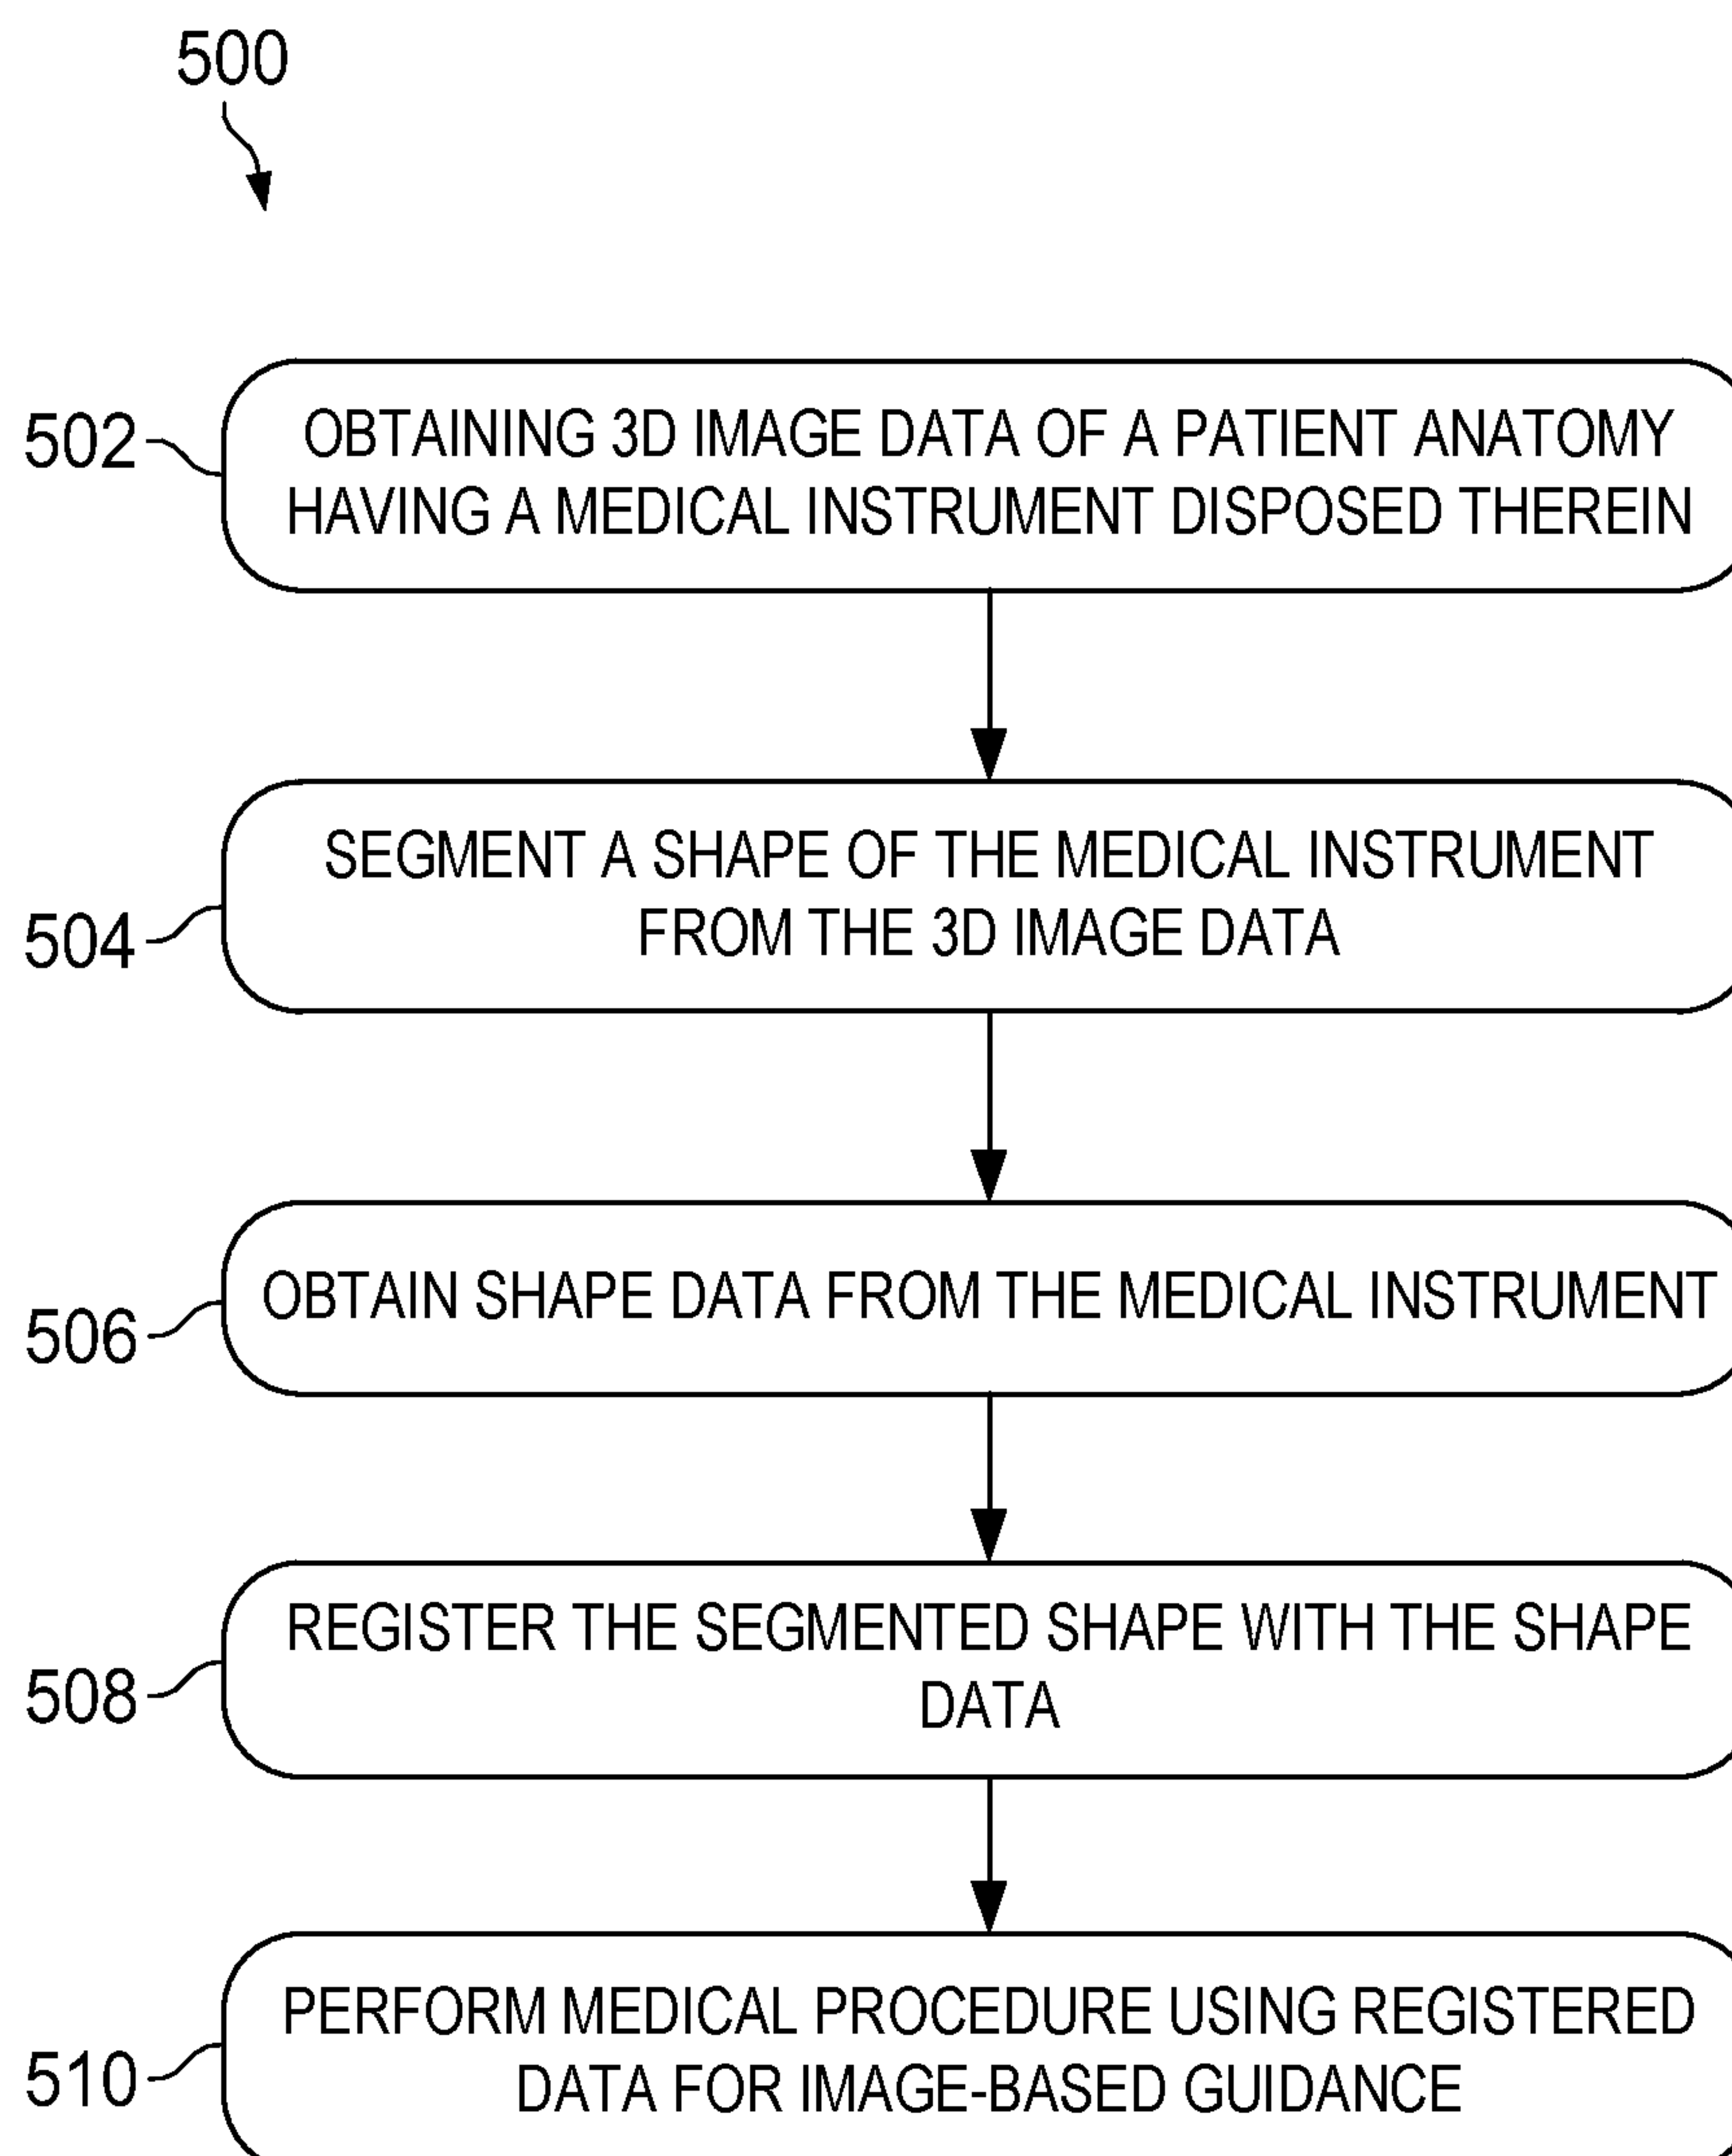 500
502
OBTAINING 3D IMAGE DATA OF A PATIENT ANATOMY
HAVING A MEDICAL INSTRUMENT DISPOSED THEREIN
504
SEGMENT A SHAPE OF THE MEDICAL INSTRUMENT
FROM THE 3D IMAGE DATA
506
OBTAIN SHAPE DATA FROM THE MEDICAL INSTRUMENT
508
REGISTER THE SEGMENTED SHAPE WITH THE SHAPE
DATA
510
PERFORM MEDICAL PROCEDURE USING REGISTERED
DATA FOR IMAGE-BASED GUIDANCE